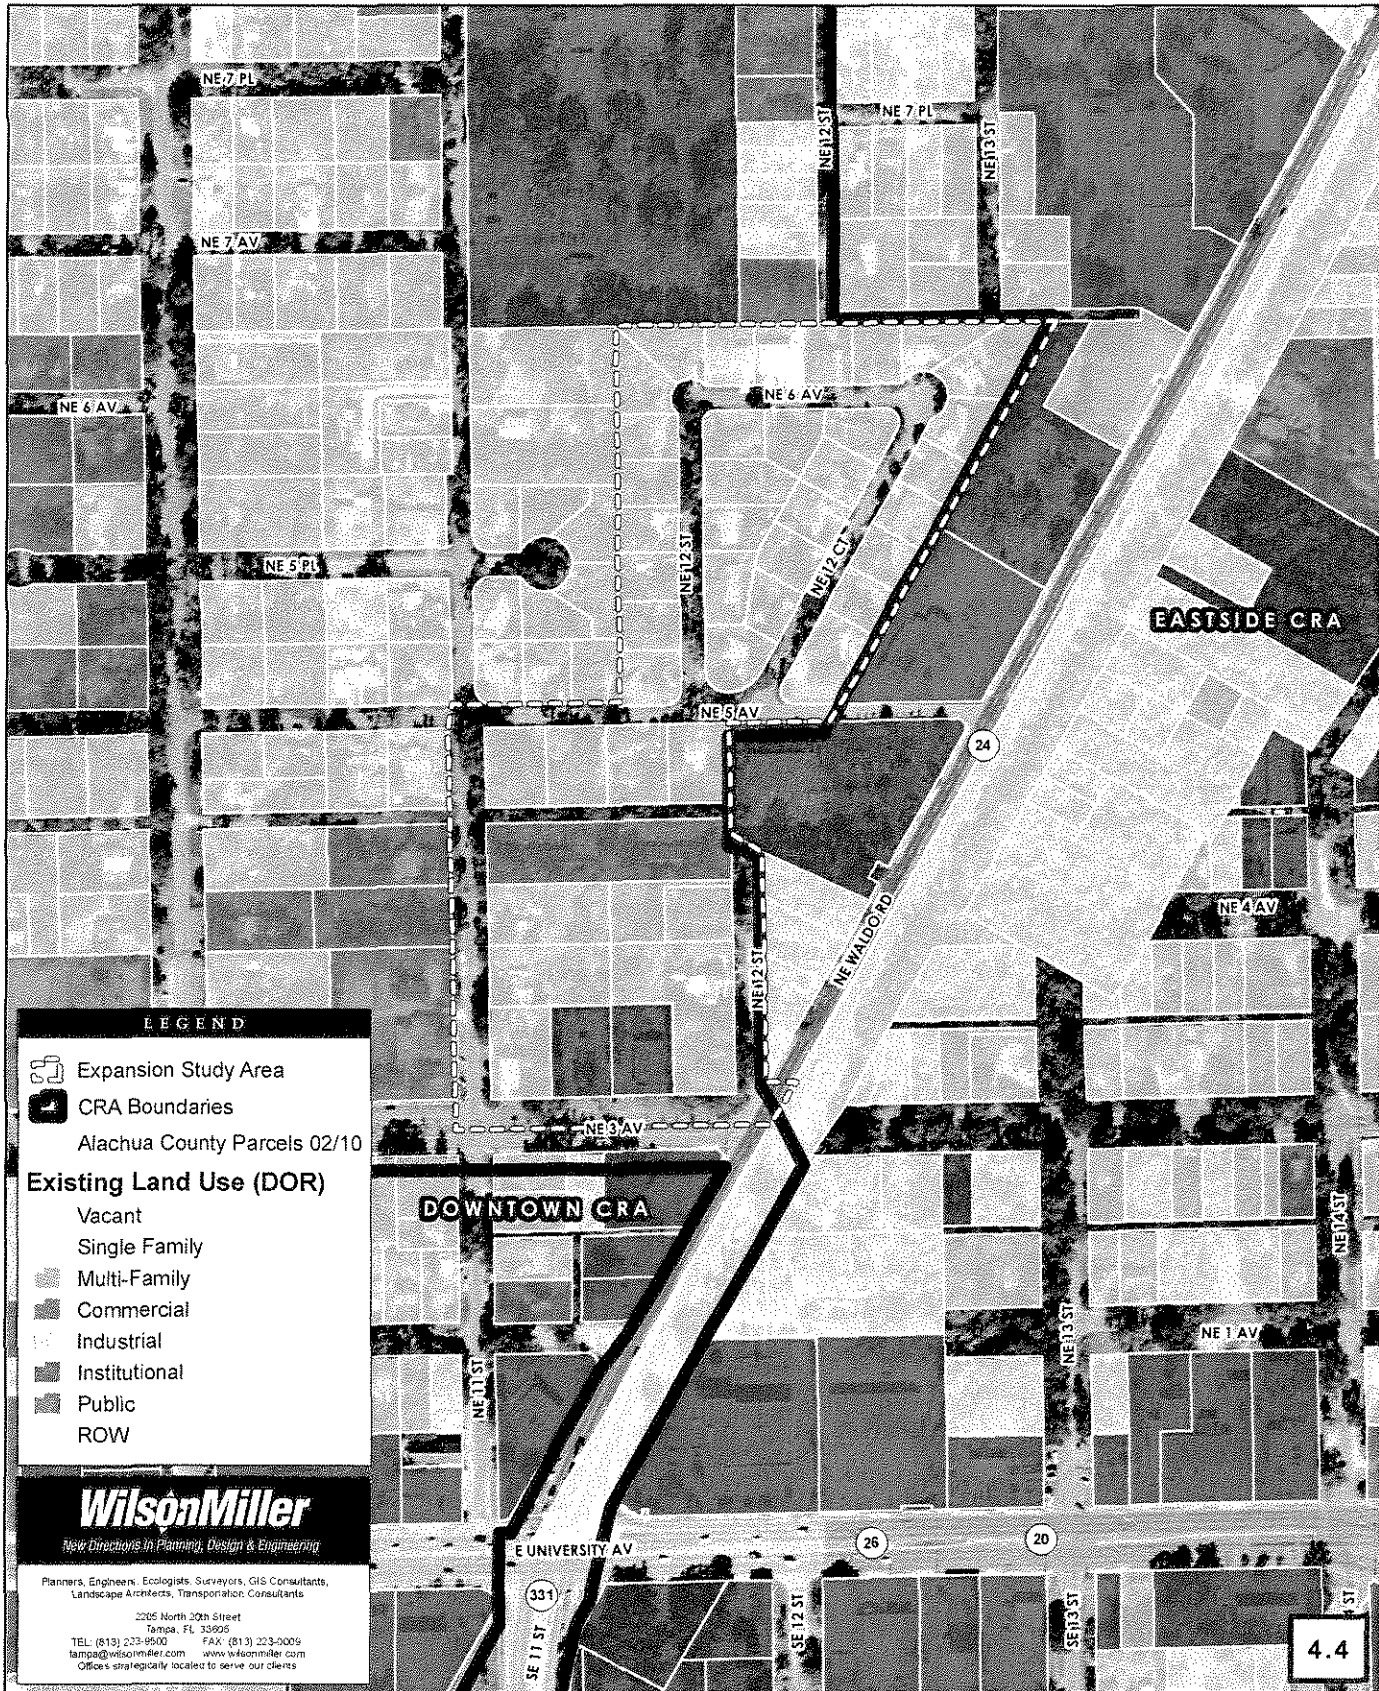 NE 7 PL
NE 12 ST
NE 7 PL
NE 13 ST
NE 7 AV
NE 6 AV
NE 6 AV
NE 12 ST
NE 12 CT
NE 5 PL
EASTSIDE CRA
NE 5 AV
24
NE 4 AV
NE WALDO RD
NE 12 ST
LEGEND
Expansion Study Area
CRA Boundaries
Alachua County Parcels 02/10
Existing Land Use (DOR)
Vacant
Single Family
Multi-Family
Commercial
Industrial
Institutional
Public
ROW
NE 3 AV
DOWNTOWN CRA
NE 14 ST
NE 13 ST
NE 1 AV
NE 11 ST
WilsonMiller
New Directions In Planning, Design & Engineering
Planners, Engineers, Ecologists, Surveyors, GIS Consultants,
Landscape Architects, Transportation Consultants
2205 North 20th Street
Tampa, FL 33605
TEL: (813) 223-9500 FAX: (813) 223-0009
tampa@wilsonmiller.com www.wilsonmiller.com
Offices strategically located to serve our clients
E UNIVERSITY AV
26
20
331
SE 11 ST
SE 12 ST
SE 13 ST
ST
4.4